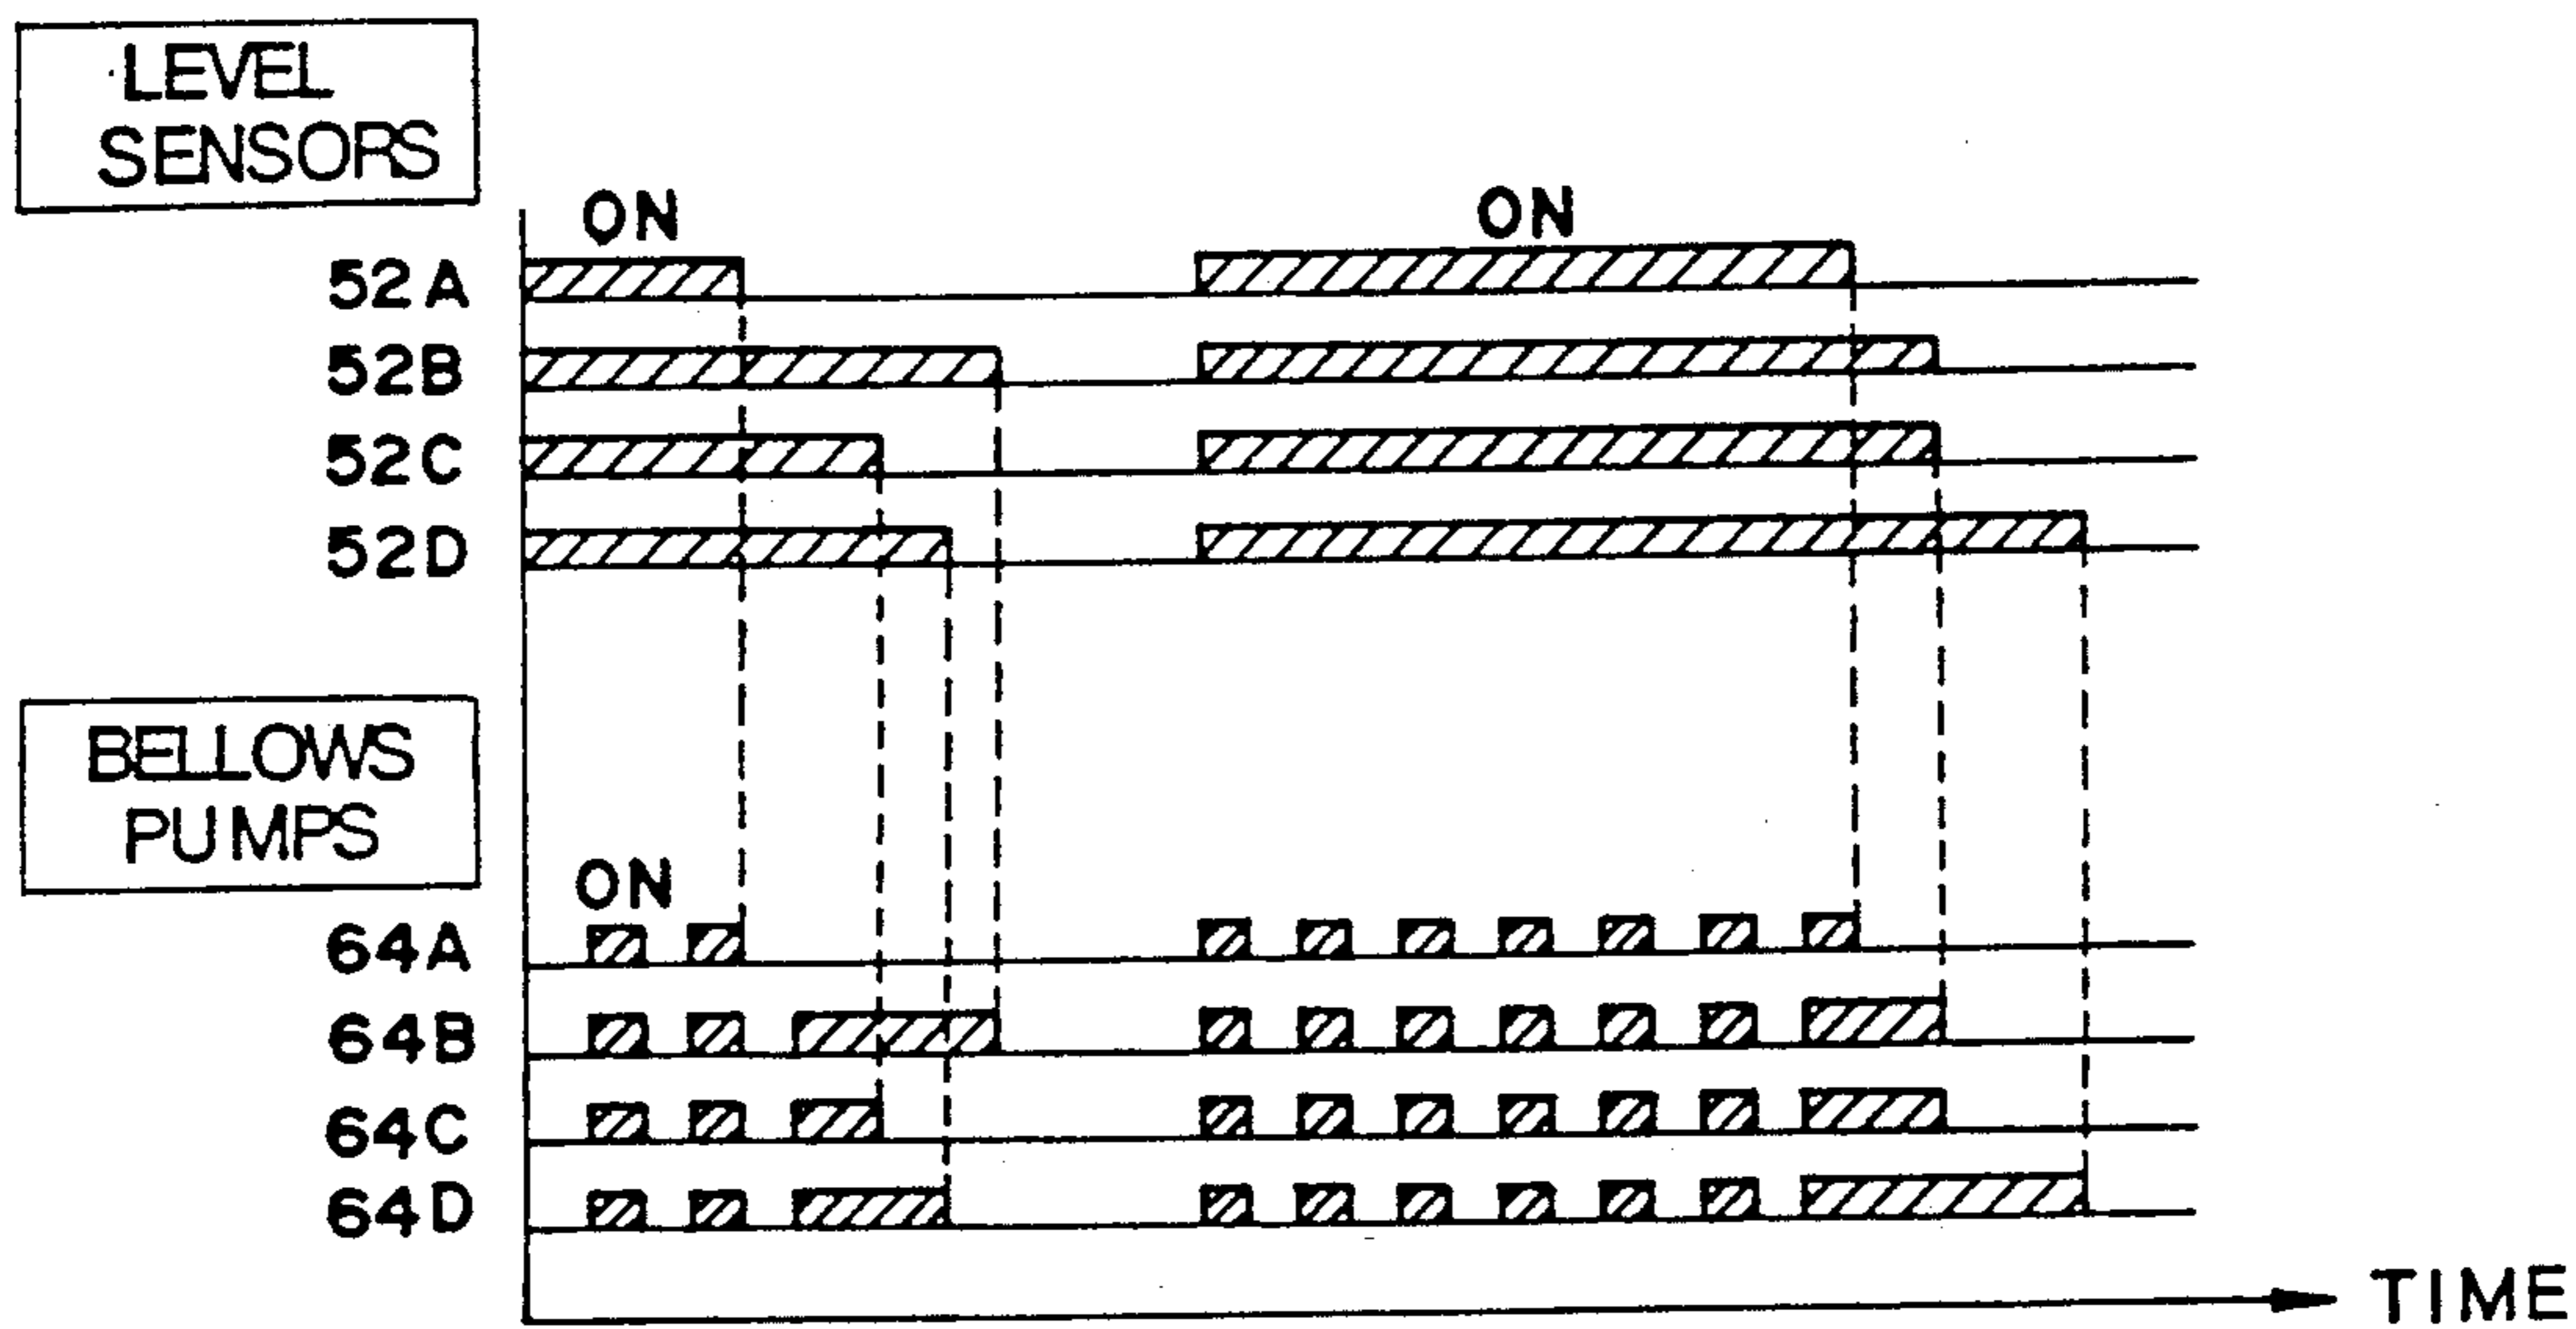 LEVEL
SENSORS
ON
ON
52A
52B
52C
52D
BELLOWS
PUMPS
ON
64A
64B
64C
64D
TIME